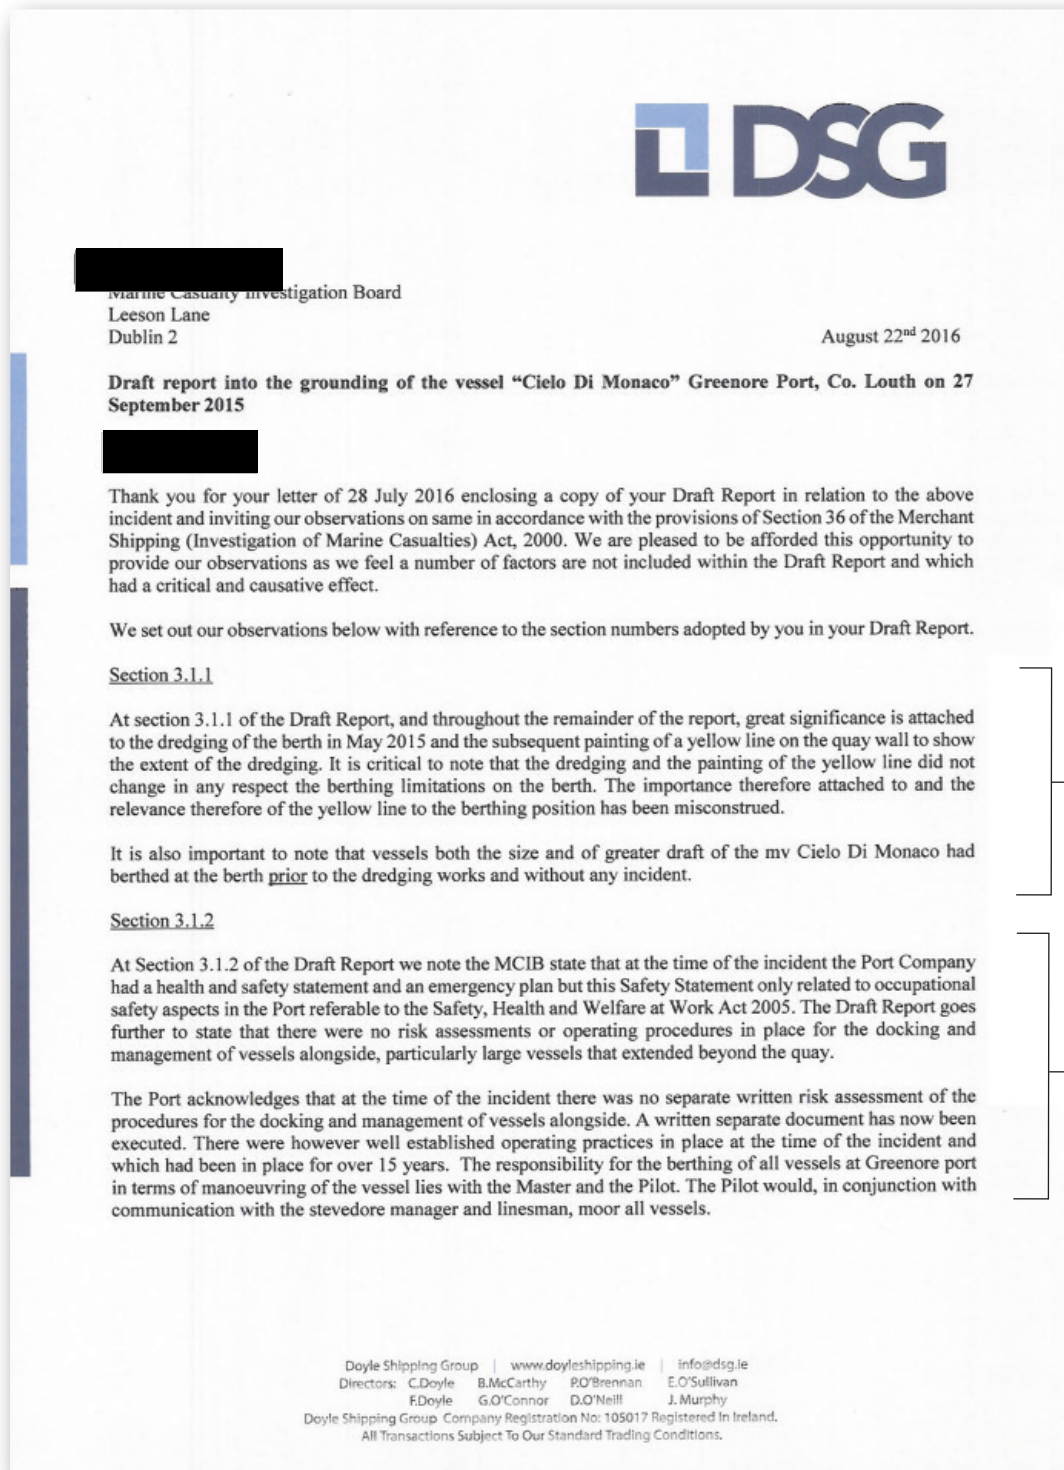 DSG
Marine Casualty Investigation Board
Leeson Lane
Dublin 2
August 22nd 2016
Draft report into the grounding of the vessel “Cielo Di Monaco” Greenore Port, Co. Louth on 27
September 2015
Thank you for your letter of 28 July 2016 enclosing a copy of your Draft Report in relation to the above
incident and inviting our observations on same in accordance with the provisions of Section 36 of the Merchant
Shipping (Investigation of Marine Casualties) Act, 2000. We are pleased to be afforded this opportunity to
provide our observations as we feel a number of factors are not included within the Draft Report and which
had a critical and causative effect.
We set out our observations below with reference to the section numbers adopted by you in your Draft Report.
Section 3.1.1
At section 3.1.1 of the Draft Report, and throughout the remainder of the report, great significance is attached
to the dredging of the berth in May 2015 and the subsequent painting of a yellow line on the quay wall to show
the extent of the dredging. It is critical to note that the dredging and the painting of the yellow line did not
change in any respect the berthing limitations on the berth. The importance therefore attached to and the
relevance therefore of the yellow line to the berthing position has been misconstrued.
It is also important to note that vessels both the size and of greater draft of the mv Cielo Di Monaco had
berthed at the berth prior to the dredging works and without any incident.
Section 3.1.2
At Section 3.1.2 of the Draft Report we note the MCIB state that at the time of the incident the Port Company
had a health and safety statement and an emergency plan but this Safety Statement only related to occupational
safety aspects in the Port referable to the Safety, Health and Welfare at Work Act 2005. The Draft Report goes
further to state that there were no risk assessments or operating procedures in place for the docking and
management of vessels alongside, particularly large vessels that extended beyond the quay.
The Port acknowledges that at the time of the incident there was no separate written risk assessment of the
procedures for the docking and management of vessels alongside. A written separate document has now been
executed. There were however well established operating practices in place at the time of the incident and
which had been in place for over 15 years. The responsibility for the berthing of all vessels at Greenore port
in terms of manoeuvring of the vessel lies with the Master and the Pilot. The Pilot would, in conjunction with
communication with the stevedore manager and linesman, moor all vessels.
Doyle Shipping Group | www.doyleshipping.ie | info@dsg.ie
Directors: C.Doyle B.McCarthy P.O'Brennan E.O'Sullivan
F.Doyle G.O'Connor D.O'Neill J.Murphy
Doyle Shipping Group Company Registration No: 105017 Registered In Ireland.
All Transactions Subject To Our Standard Trading Conditions.